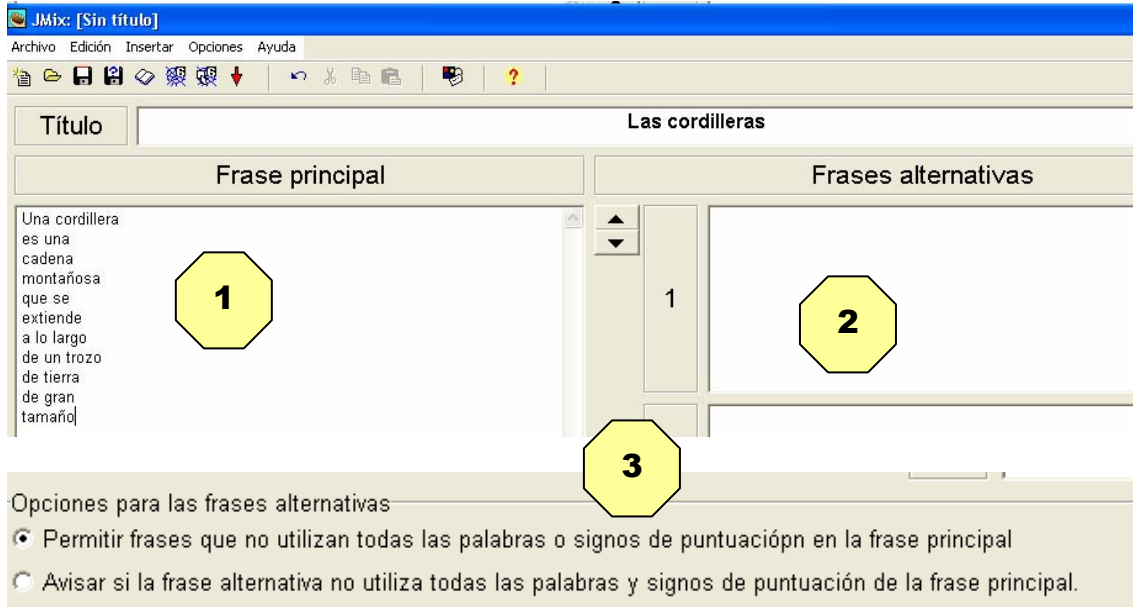 JMix: [Sin título]
Archivo Edición Insertar Opciones Ayuda
Título
Las cordilleras
Frase principal
Frases alternativas
Una cordillera
es una
cadena
montañosa
que se
extiende
a lo largo
de un trozo
de tierra
de gran
tamaño
1
1
2
3
Opciones para las frases alternativas
Permitir frases que no utilizan todas las palabras o signos de puntuaciópn en la frase principal
Avisar si la frase alternativa no utiliza todas las palabras y signos de puntuación de la frase principal.